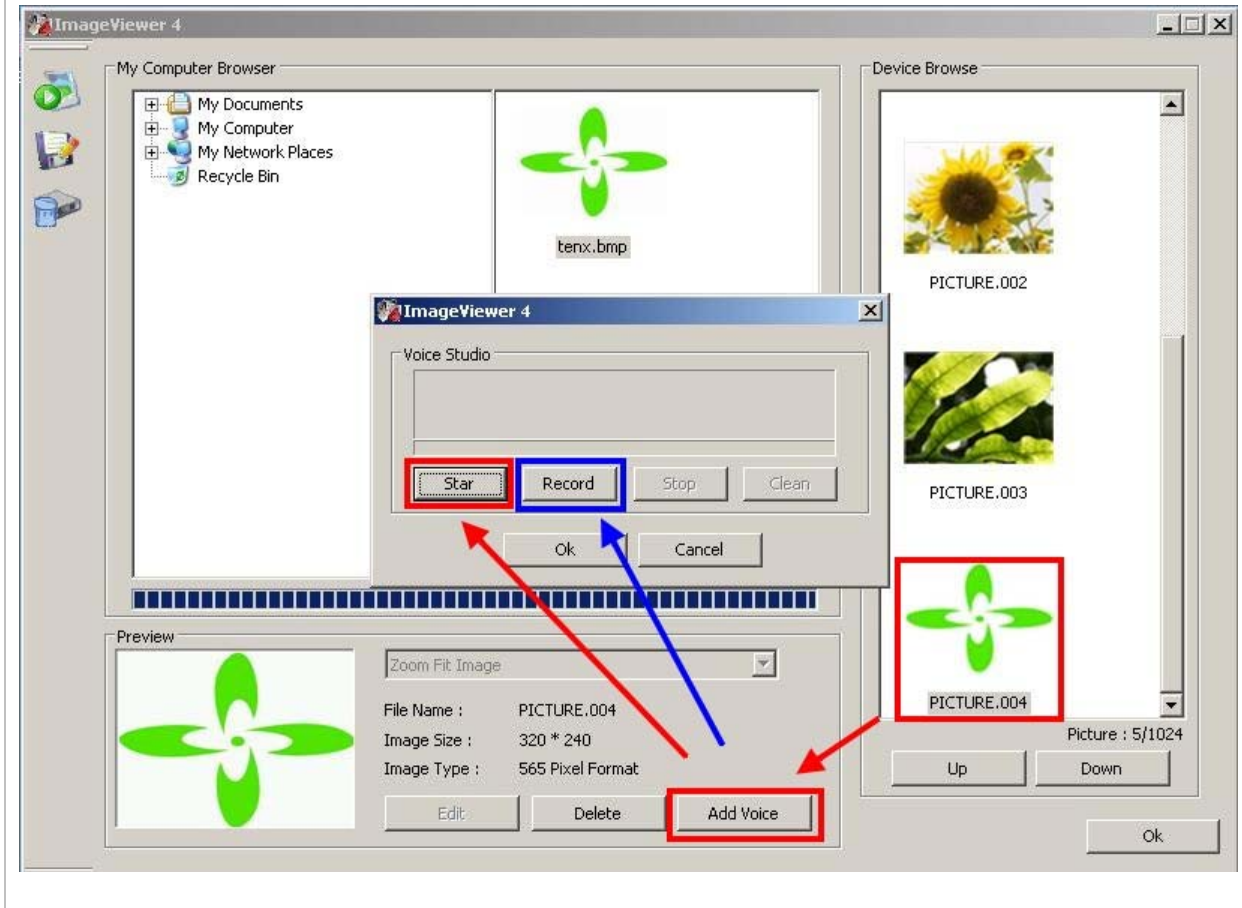 ImageViewer 4
My Computer Browser
My Documents
My Computer
My Network Places
Recycle Bin
tenx.bmp
Device Browse
PICTURE.002
PICTURE.003
PICTURE.004
Picture : 5/1024
Up Down
ImageViewer 4
Voice Studio
Star Record Stop Clean
Ok Cancel
Preview
Zoom Fit Image
File Name : PICTURE.004
Image Size : 320 * 240
Image Type : 565 Pixel Format
Edit Delete Add Voice
Ok